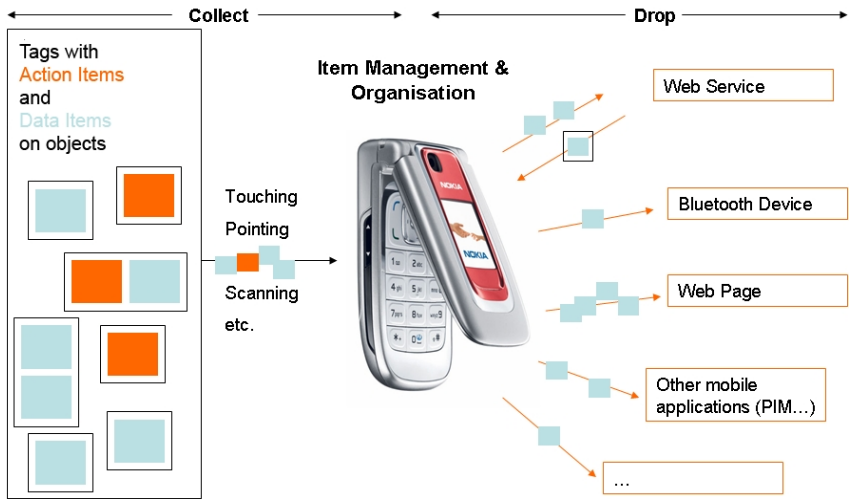 Collect
Drop
Tags with
Action Items
and
Data Items
on objects
Item Management &
Organisation
Touching
Pointing
Scanning
etc.
NOKIA
NOKIA
Web Service
Bluetooth Device
Web Page
Other mobile
applications (PIM…)
…